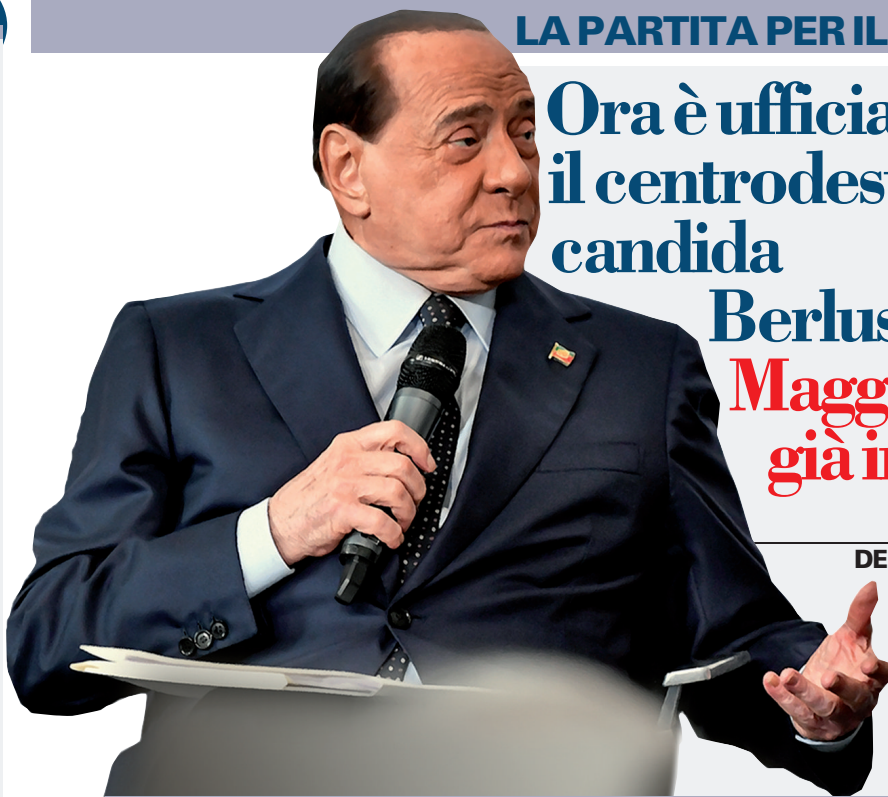 LA PARTITA PER IL
Ora è ufficia
il centrodes
candida
Berlus
Magg
già i
DE